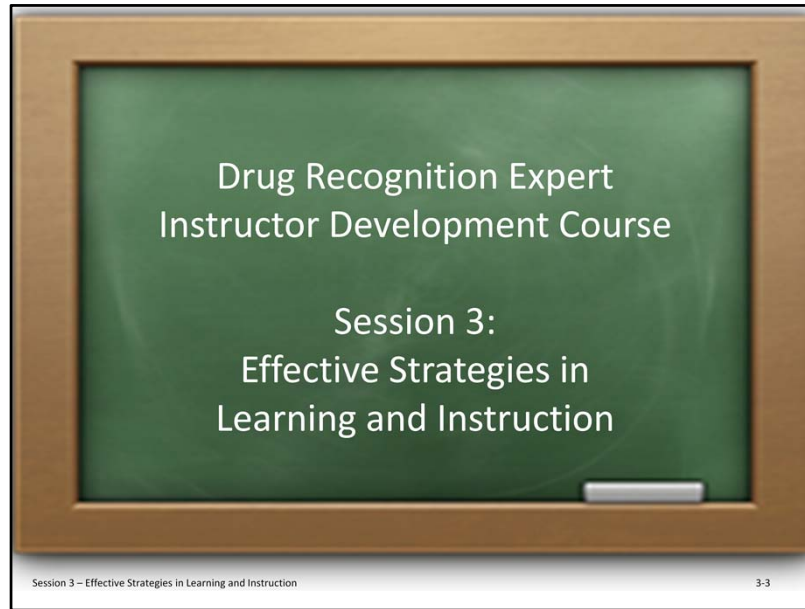 Drug Recognition Expert
Instructor Development Course
Session 3:
Effective Strategies in
Learning and Instruction
Session 3 – Effective Strategies in Learning and Instruction
3-3